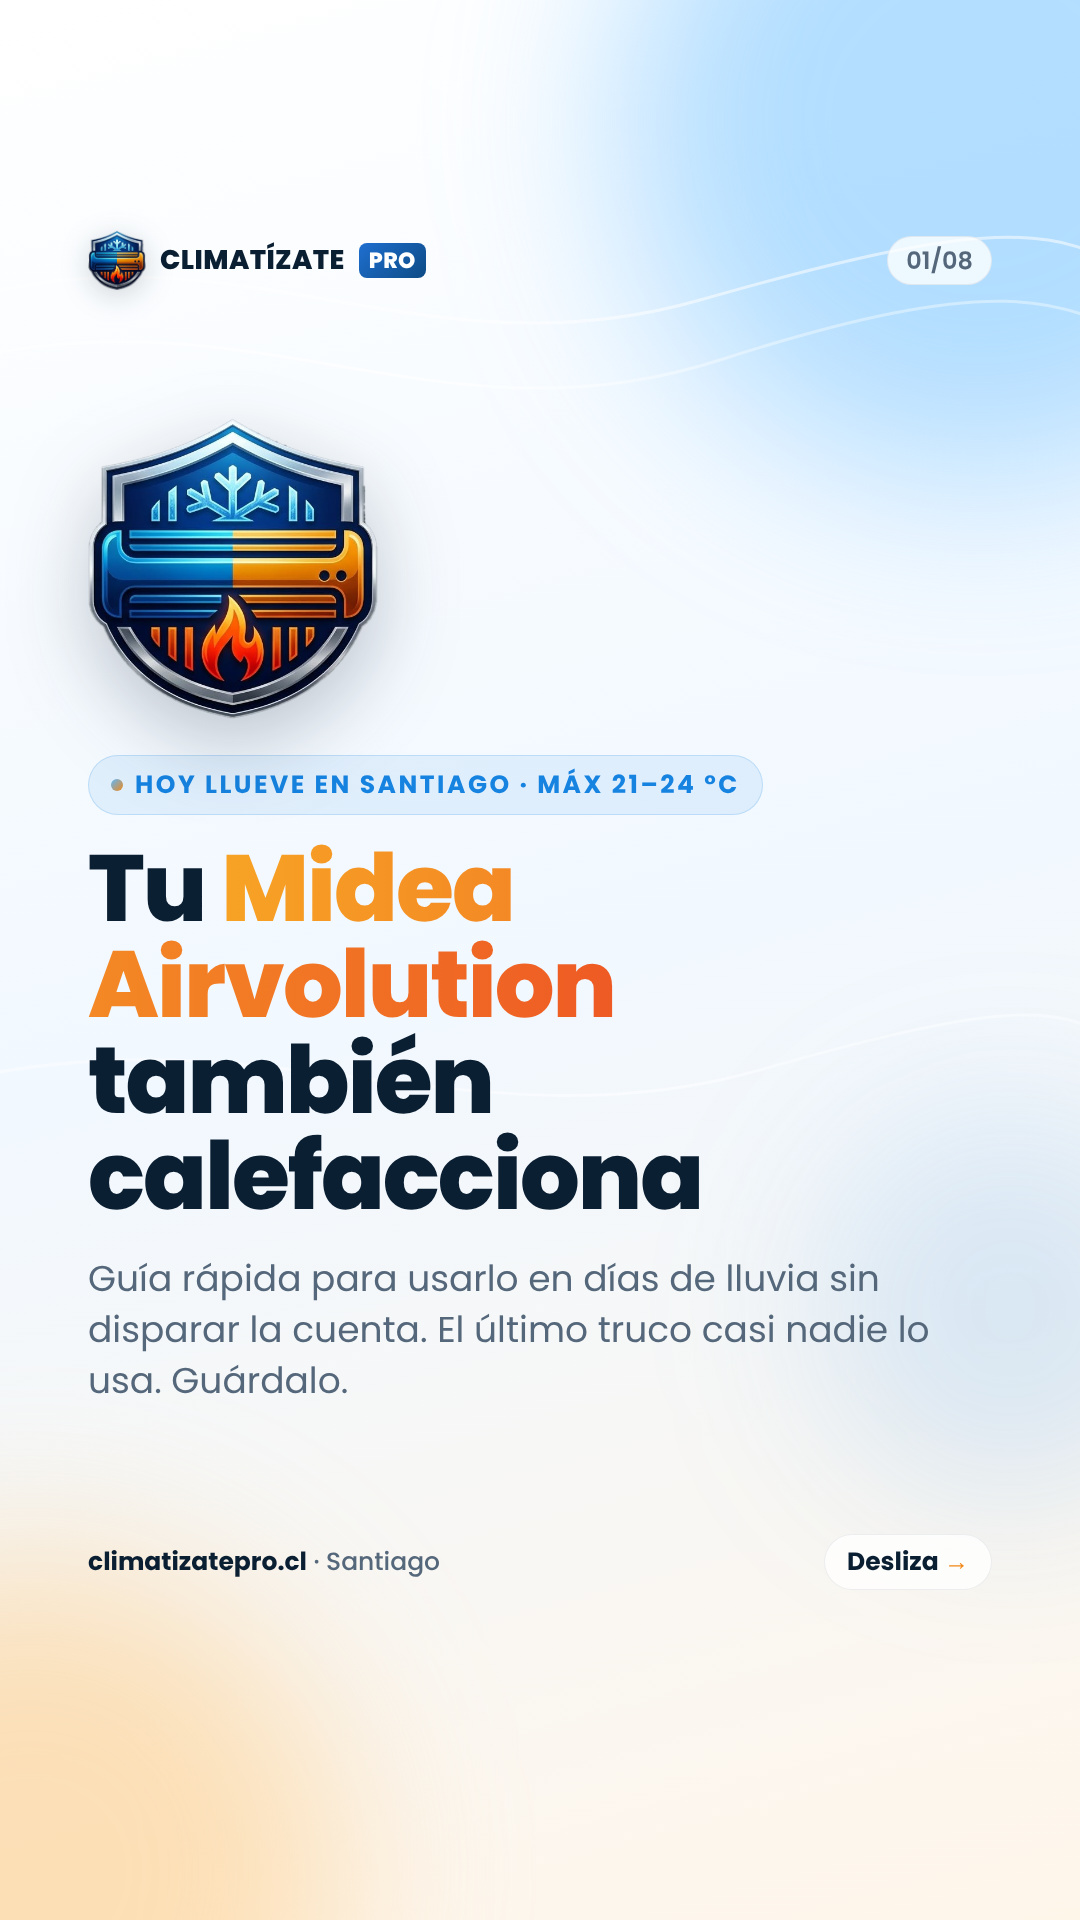 CLIMATÍZATE PRO
01/08
HOY LLUEVE EN SANTIAGO · MÁX 21–24 °C
Tu Midea
Airvolution
también
calefacciona
Guía rápida para usarlo en días de lluvia sin
disparar la cuenta. El último truco casi nadie lo
usa. Guárdalo.
climatizatepro.cl · Santiago
Desliza →